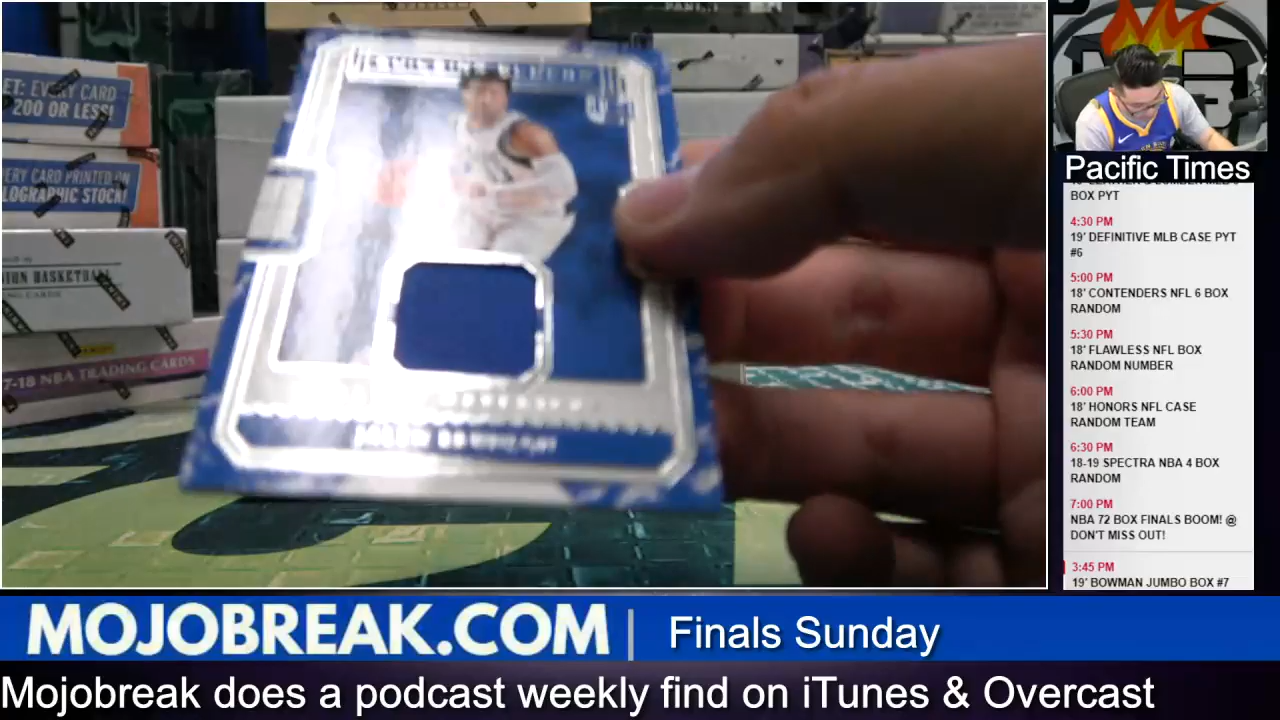 ET: EVERY CARD
200 OR LESS!
ERY CARD PRINTED ON
LOGRAPHIC STOCK!
BASKETBALL
7-18 NBA TRADING CARDS
Pacific Times
BOX PYT
4:30 PM
19' DEFINITIVE MLB CASE PYT
#6
5:00 PM
18' CONTENDERS NFL 6 BOX
RANDOM
5:30 PM
18' FLAWLESS NFL BOX
RANDOM NUMBER
6:00 PM
18' HONORS NFL CASE
RANDOM TEAM
6:30 PM
18-19 SPECTRA NBA 4 BOX
RANDOM
7:00 PM
NBA 72 BOX FINALS BOOM! @
DON'T MISS OUT!
3:45 PM
19' BOWMAN JUMBO BOX #7
MOJOBREAK.COM | Finals Sunday
Mojobreak does a podcast weekly find on iTunes & Overcast